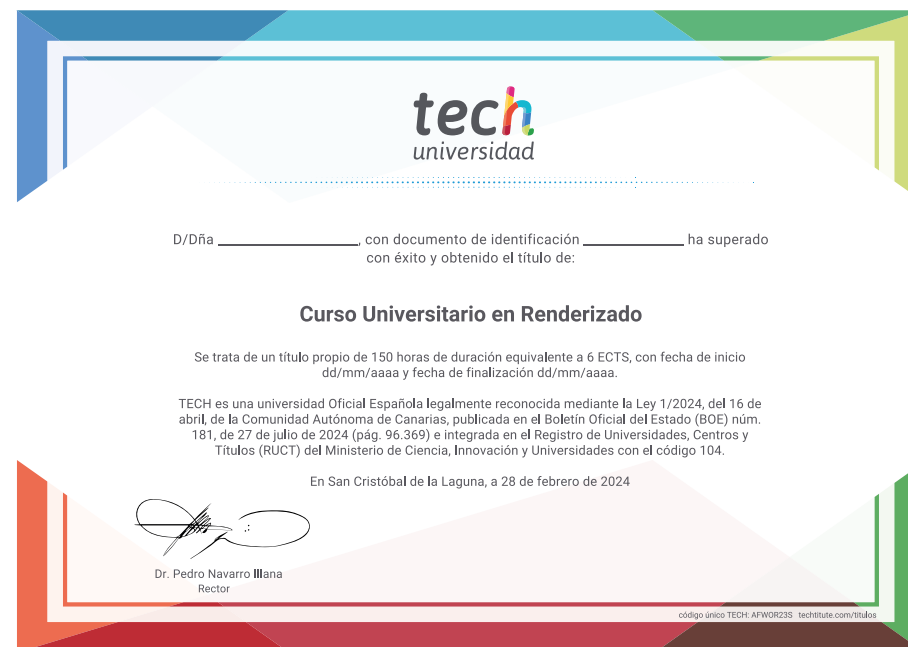 tech
universidad
D/Dña ______________, con documento de identificación __________ ha superado
con éxito y obtenido el título de:
Curso Universitario en Renderizado
Se trata de un título propio de 150 horas de duración equivalente a 6 ECTS, con fecha de inicio
dd/mm/aaaa y fecha de finalización dd/mm/aaaa.
TECH es una universidad Oficial Española legalmente reconocida mediante la Ley 1/2024, del 16 de
abril, de la Comunidad Autónoma de Canarias, publicada en el Boletín Oficial del Estado (BOE) núm.
181, de 27 de julio de 2024 (pág. 96.369) e integrada en el Registro de Universidades, Centros y
Títulos (RUCT) del Ministerio de Ciencia, Innovación y Universidades con el código 104.
En San Cristóbal de la Laguna, a 28 de febrero de 2024
Dr. Pedro Navarro Illana
Rector
código único TECH: AFWOR23S techtitute.com/titulos